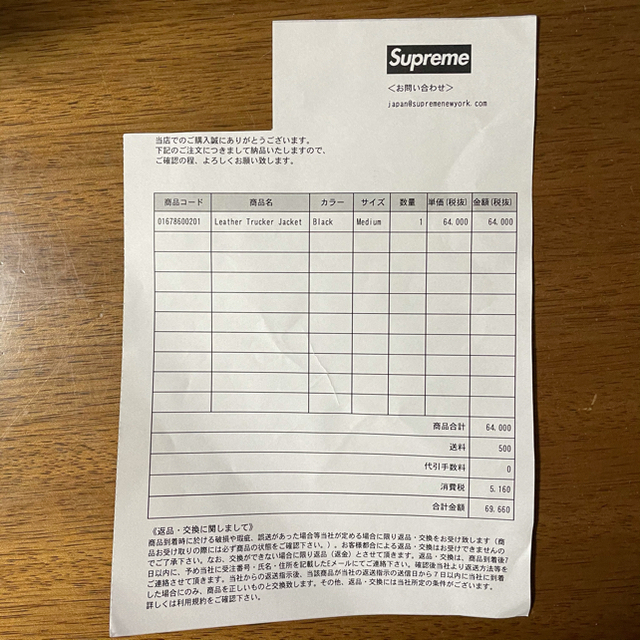 Supreme
＜お問い合わせ＞
japan@supremenewyork.com
当店でのご購入誠にありがとうございます。
下記のご注文につきまして納品いたしますので、
ご確認の程、よろしくお願い致します。
商品コード 商品名 カラー サイズ 数量 単価(税抜) 金額(税抜)
01678600201 Leather Trucker Jacket Black Medium 1 64,000 64,000
商品合計 64,000
送料 500
代引手数料 0
消費税 5,160
合計金額 69,660
《返品・交換に関しまして》
商品到着時に於ける破損や瑕疵、誤送があった場合等当社が定める場合に限り返品・交換をお受け致します（商
品お受け取りの際には必ず商品の状態をご確認下さい。）。お客様都合による返品・交換はお受けできませんの
でご了承下さい。なお、交換ができない場合に限り返品（返金）とさせて頂きます。返品・交換は、商品到着後7
日以内に、予め当社に受注番号・氏名・住所を記載したEメールにてご連絡下さい。確認後当社より返送方法等を
ご連絡させて頂きます。当社からの返送指示後、当該商品が当社の返送指示の送信日から7日以内に当社に到着
した場合にのみ、商品を正しいものと交換致します。その他、返品・交換には当社所定の条件がございます。
詳しくは利用規約をご確認下さい。